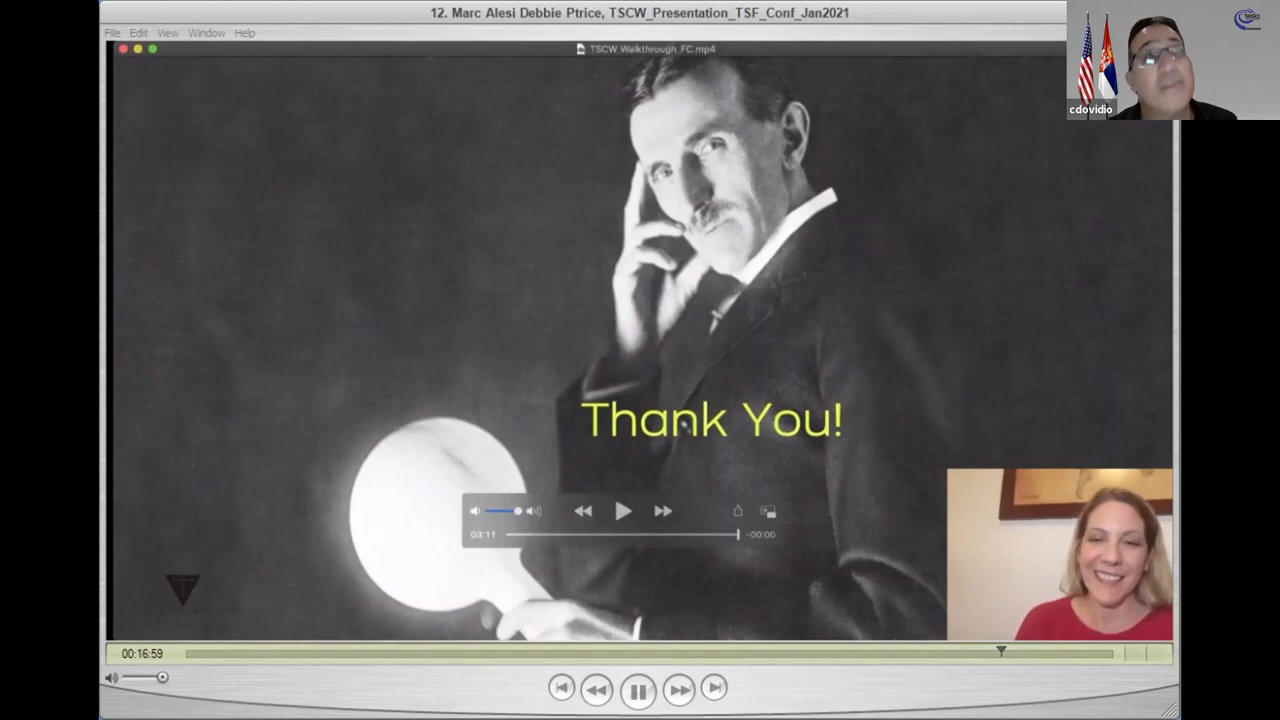 12. Marc Alesi Debbie Ptrice, TSCW_Presentation_TSF_Conf_Jan2021
File Edit View Window Help
TSCW_Walkthrough_FC.mp4
cdovidio
Thank You!
03:11 -00:00
00:16:59